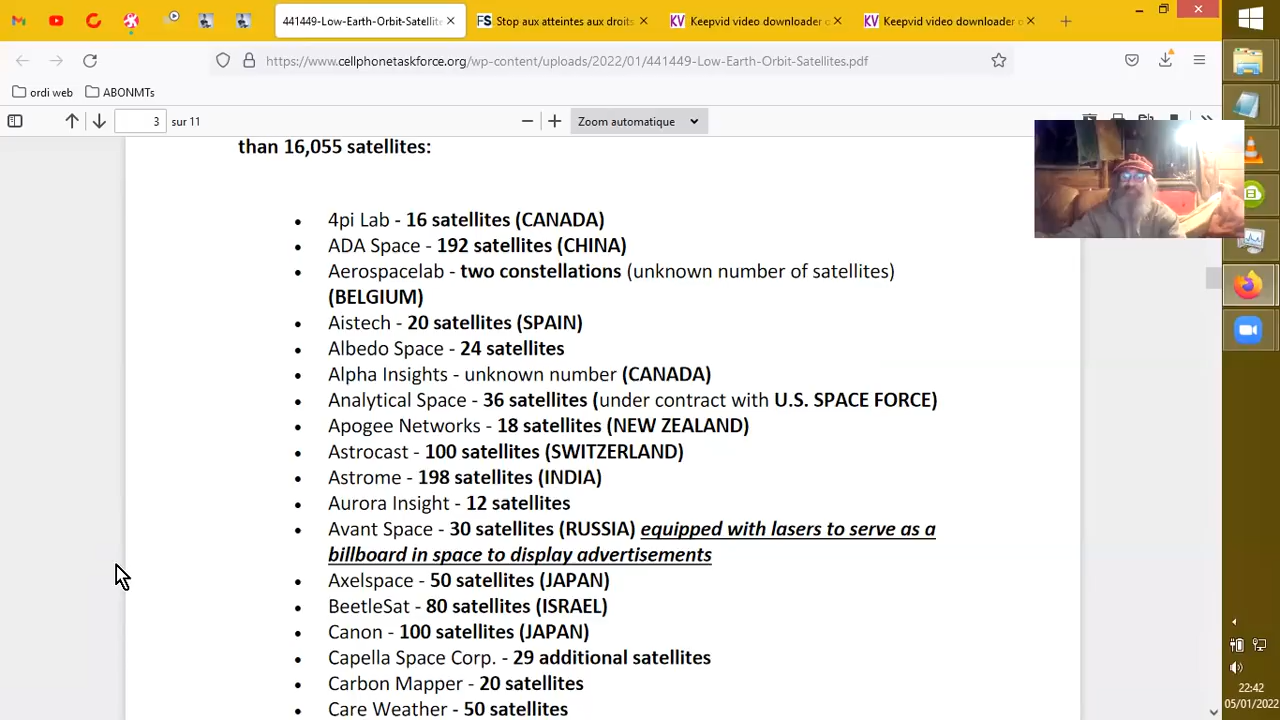 441449-Low-Earth-Orbit-Satellite
Stop aux atteintes aux droits
Keepvid video downloader o
Keepvid video downloader o
https://www.cellphonetaskforce.org/wp-content/uploads/2022/01/441449-Low-Earth-Orbit-Satellites.pdf
ordi web
ABONMTs
3 sur 11
Zoom automatique
than 16,055 satellites:
• 4pi Lab - 16 satellites (CANADA)
• ADA Space - 192 satellites (CHINA)
• Aerospacelab - two constellations (unknown number of satellites)
(BELGIUM)
• Aistech - 20 satellites (SPAIN)
• Albedo Space - 24 satellites
• Alpha Insights - unknown number (CANADA)
• Analytical Space - 36 satellites (under contract with U.S. SPACE FORCE)
• Apogee Networks - 18 satellites (NEW ZEALAND)
• Astrocast - 100 satellites (SWITZERLAND)
• Astrome - 198 satellites (INDIA)
• Aurora Insight - 12 satellites
• Avant Space - 30 satellites (RUSSIA) equipped with lasers to serve as a
billboard in space to display advertisements
• Axelspace - 50 satellites (JAPAN)
• BeetleSat - 80 satellites (ISRAEL)
• Canon - 100 satellites (JAPAN)
• Capella Space Corp. - 29 additional satellites
• Carbon Mapper - 20 satellites
• Care Weather - 50 satellites
22:42
05/01/2022